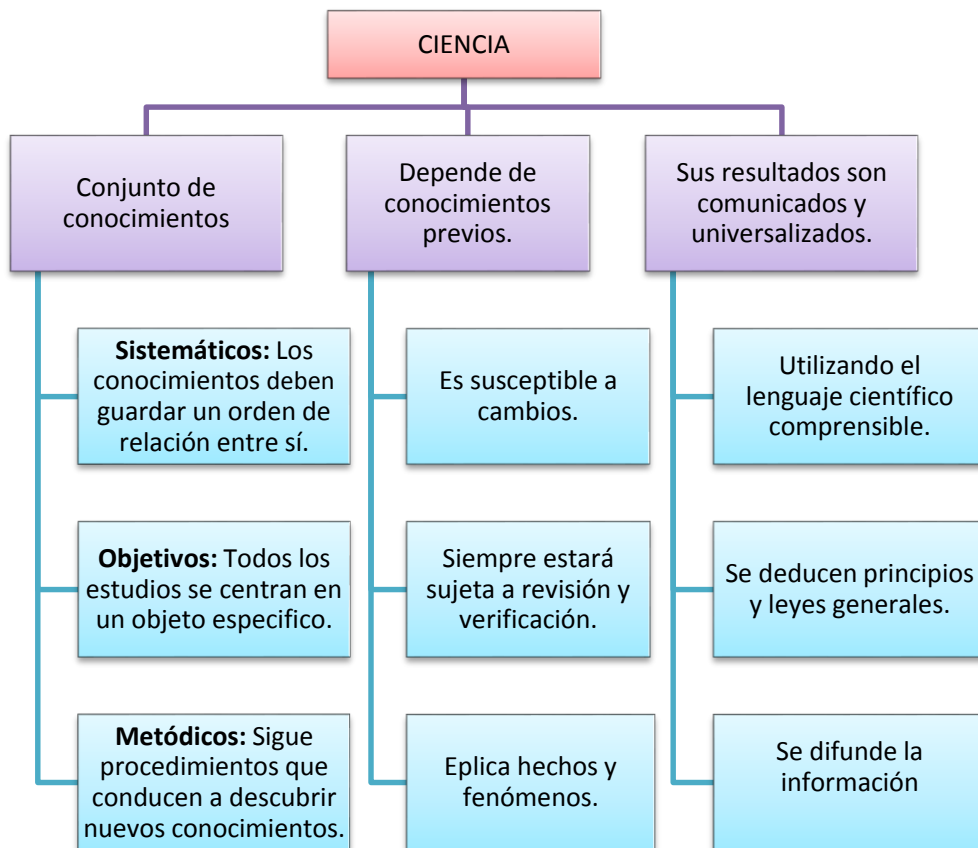 CIENCIA
Conjunto de
conocimientos
Sistemáticos: Los
conocimientos deben
guardar un orden de
relación entre sí.
Objetivos: Todos los
estudios se centran en
un objeto especifico.
Metódicos: Sigue
procedimientos que
conducen a descubrir
nuevos conocimientos.
Depende de
conocimientos
previos.
Es susceptible a
cambios.
Siempre estará
sujeta a revisión y
verificación.
Eplica hechos y
fenómenos.
Sus resultados son
comunicados y
universalizados.
Utilizando el
lenguaje científico
comprensible.
Se deducen principios
y leyes generales.
Se difunde la
información